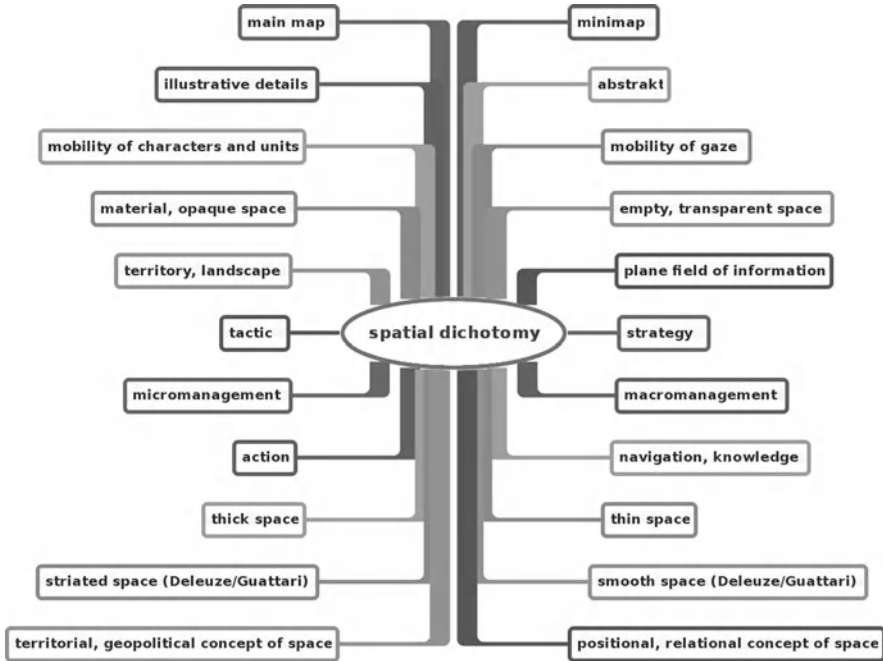 main map
minimap
illustrative details
abstrakt
mobility of characters and units
mobility of gaze
material, opaque space
empty, transparent space
territory, landscape
plane field of information
tactic
spatial dichotomy
strategy
micromanagement
macromanagement
action
navigation, knowledge
thick space
thin space
striated space (Deleuze/Guattari)
smooth space (Deleuze/Guattari)
territorial, geopolitical concept of space
positional, relational concept of space